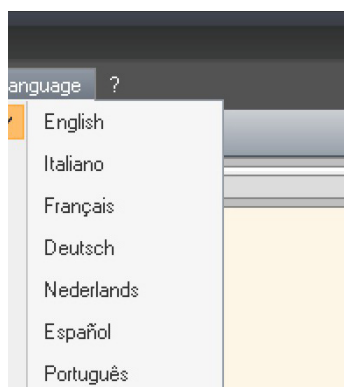 anguage ?
English
Italiano
Français
Deutsch
Nederlands
Español
Português